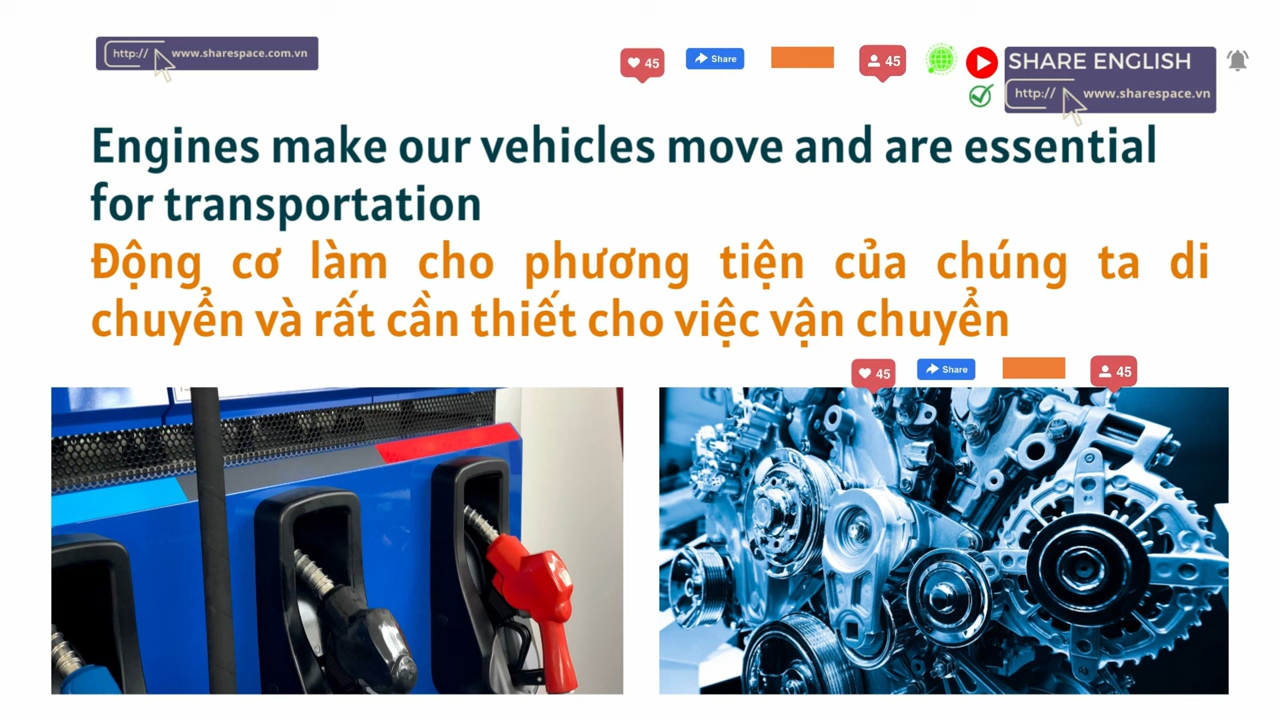 http:// www.sharespace.com.vn
45 Share 45 SHARE ENGLISH
http:// www.sharespace.vn
Engines make our vehicles move and are essential
for transportation
Động cơ làm cho phương tiện của chúng ta di
chuyển và rất cần thiết cho việc vận chuyển
45 Share 45